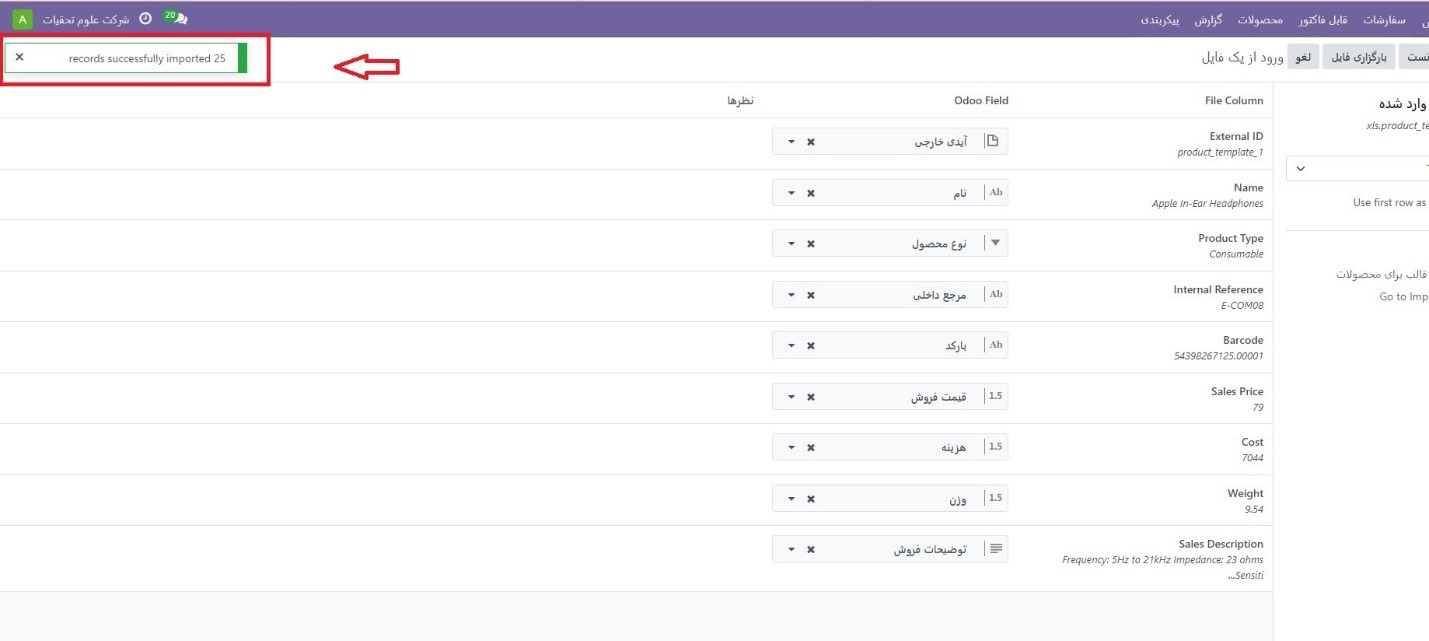 سفارشات قابل فاکتور محصولات گزارش پیکربندی
20 شرکت علوم تحقیات A
بارگزاری فایل لغو ورود از یک فایل
records successfully imported 25
وارد شده
File Column Odoo Field نظرها
External ID
product_template_1
آیدی خارجی
Name
Apple In-Ear Headphones
Ab نام
Product Type
Consumable
نوع محصول
Internal Reference
E-COM08
Ab مرجع داخلی
Barcode
54398267125.00001
Ab بارکد
Sales Price
79
1.5 قیمت فروش
Cost
7044
1.5 هزینه
Weight
9.54
1.5 وزن
Sales Description
Frequency: 5Hz to 21kHz Impedance: 23 ohms
...Sensiti
توضیحات فروش
xls.product_te
Use first row as
قالب برای محصولات
Go to Imp